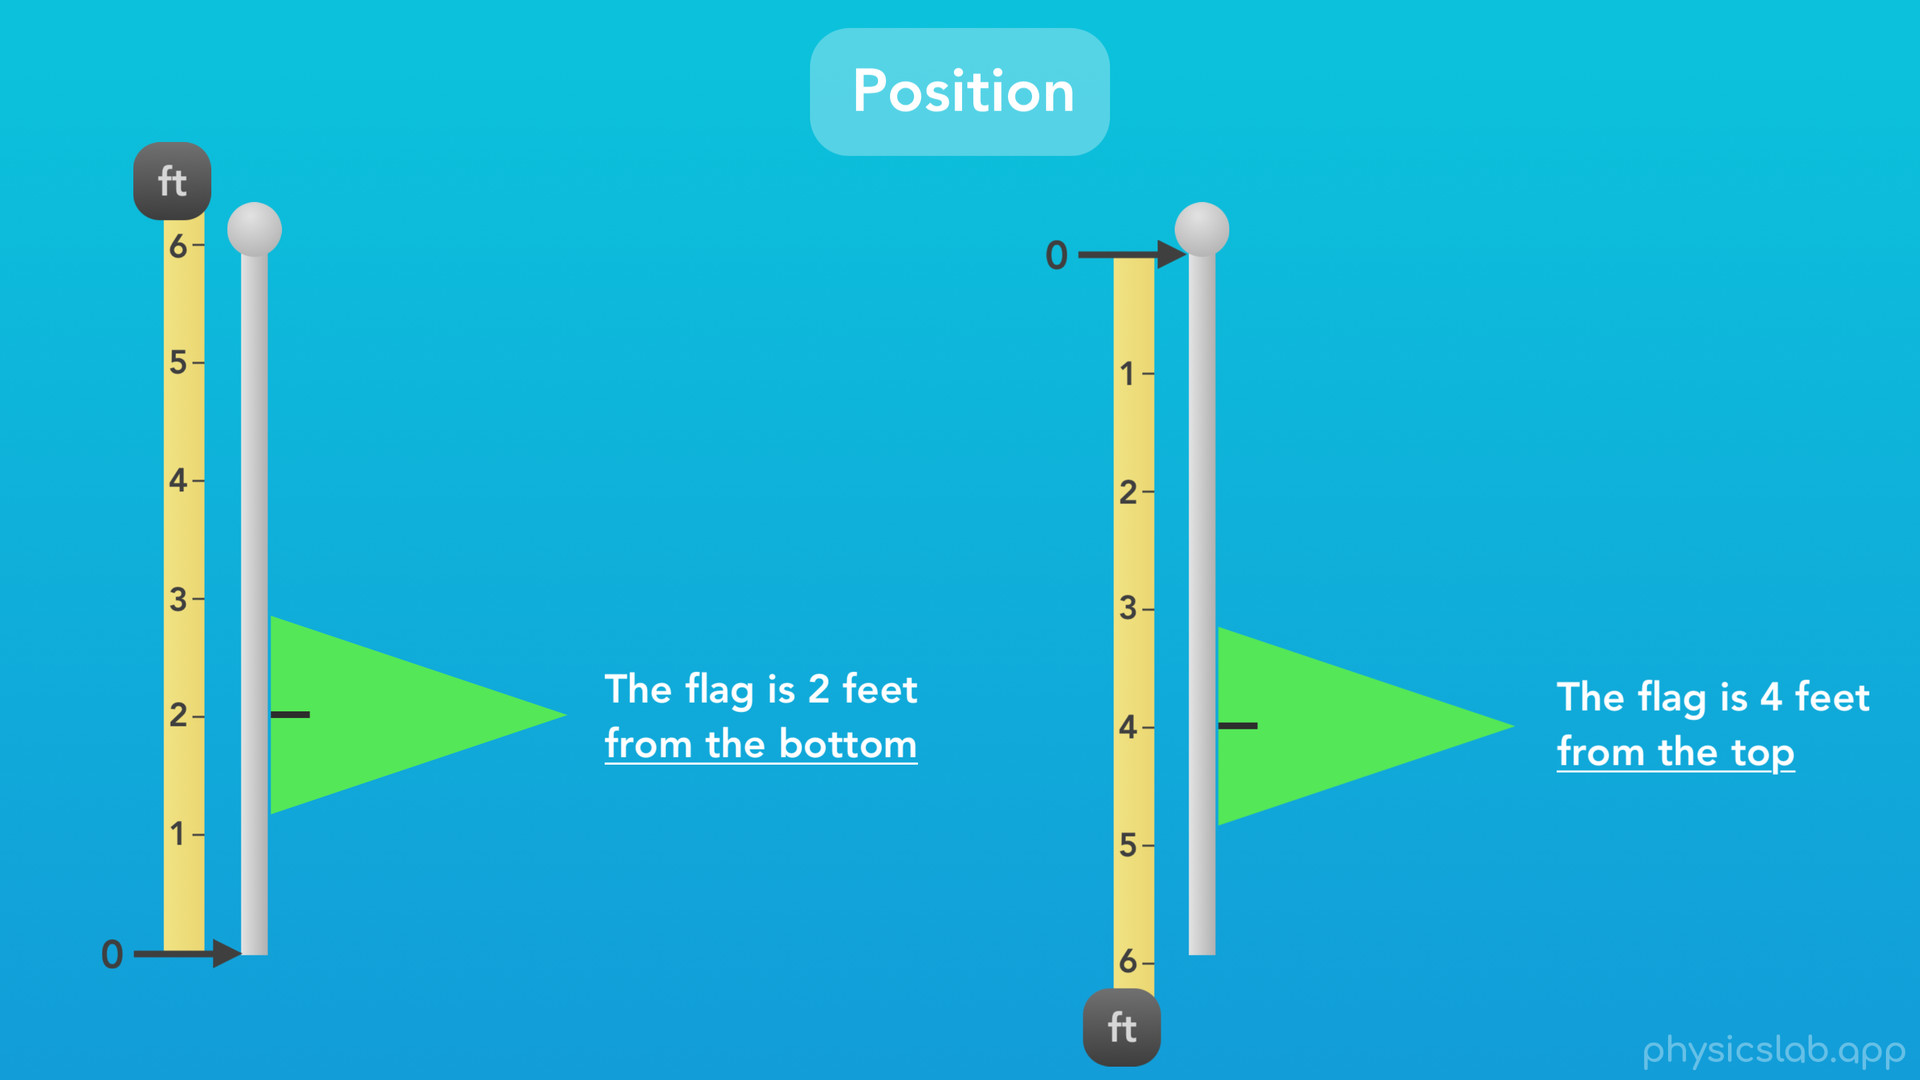 Position
ft
6
5
4
3
2
1
0
The flag is 2 feet
from the bottom
0
1
2
3
4
5
6
ft
The flag is 4 feet
from the top
physicslab.app